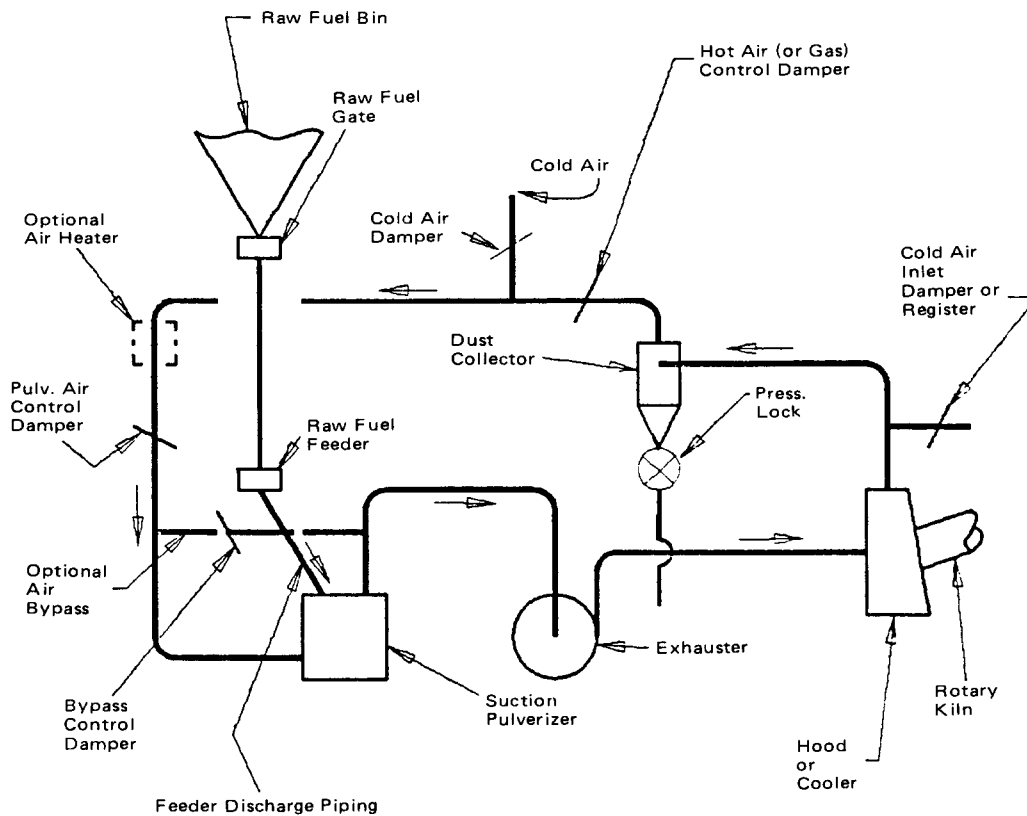 Raw Fuel Bin
Hot Air (or Gas)
Control Damper
Raw Fuel
Gate
Cold Air
Optional
Air Heater
Cold Air
Damper
Cold Air
Inlet
Damper or
Register
Dust
Collector
Pulv. Air
Control
Damper
Press.
Lock
Raw Fuel
Feeder
Optional
Air
Bypass
Exhauster
Bypass
Control
Damper
Suction
Pulverizer
Rotary
Kiln
Hood
or
Cooler
Feeder Discharge Piping